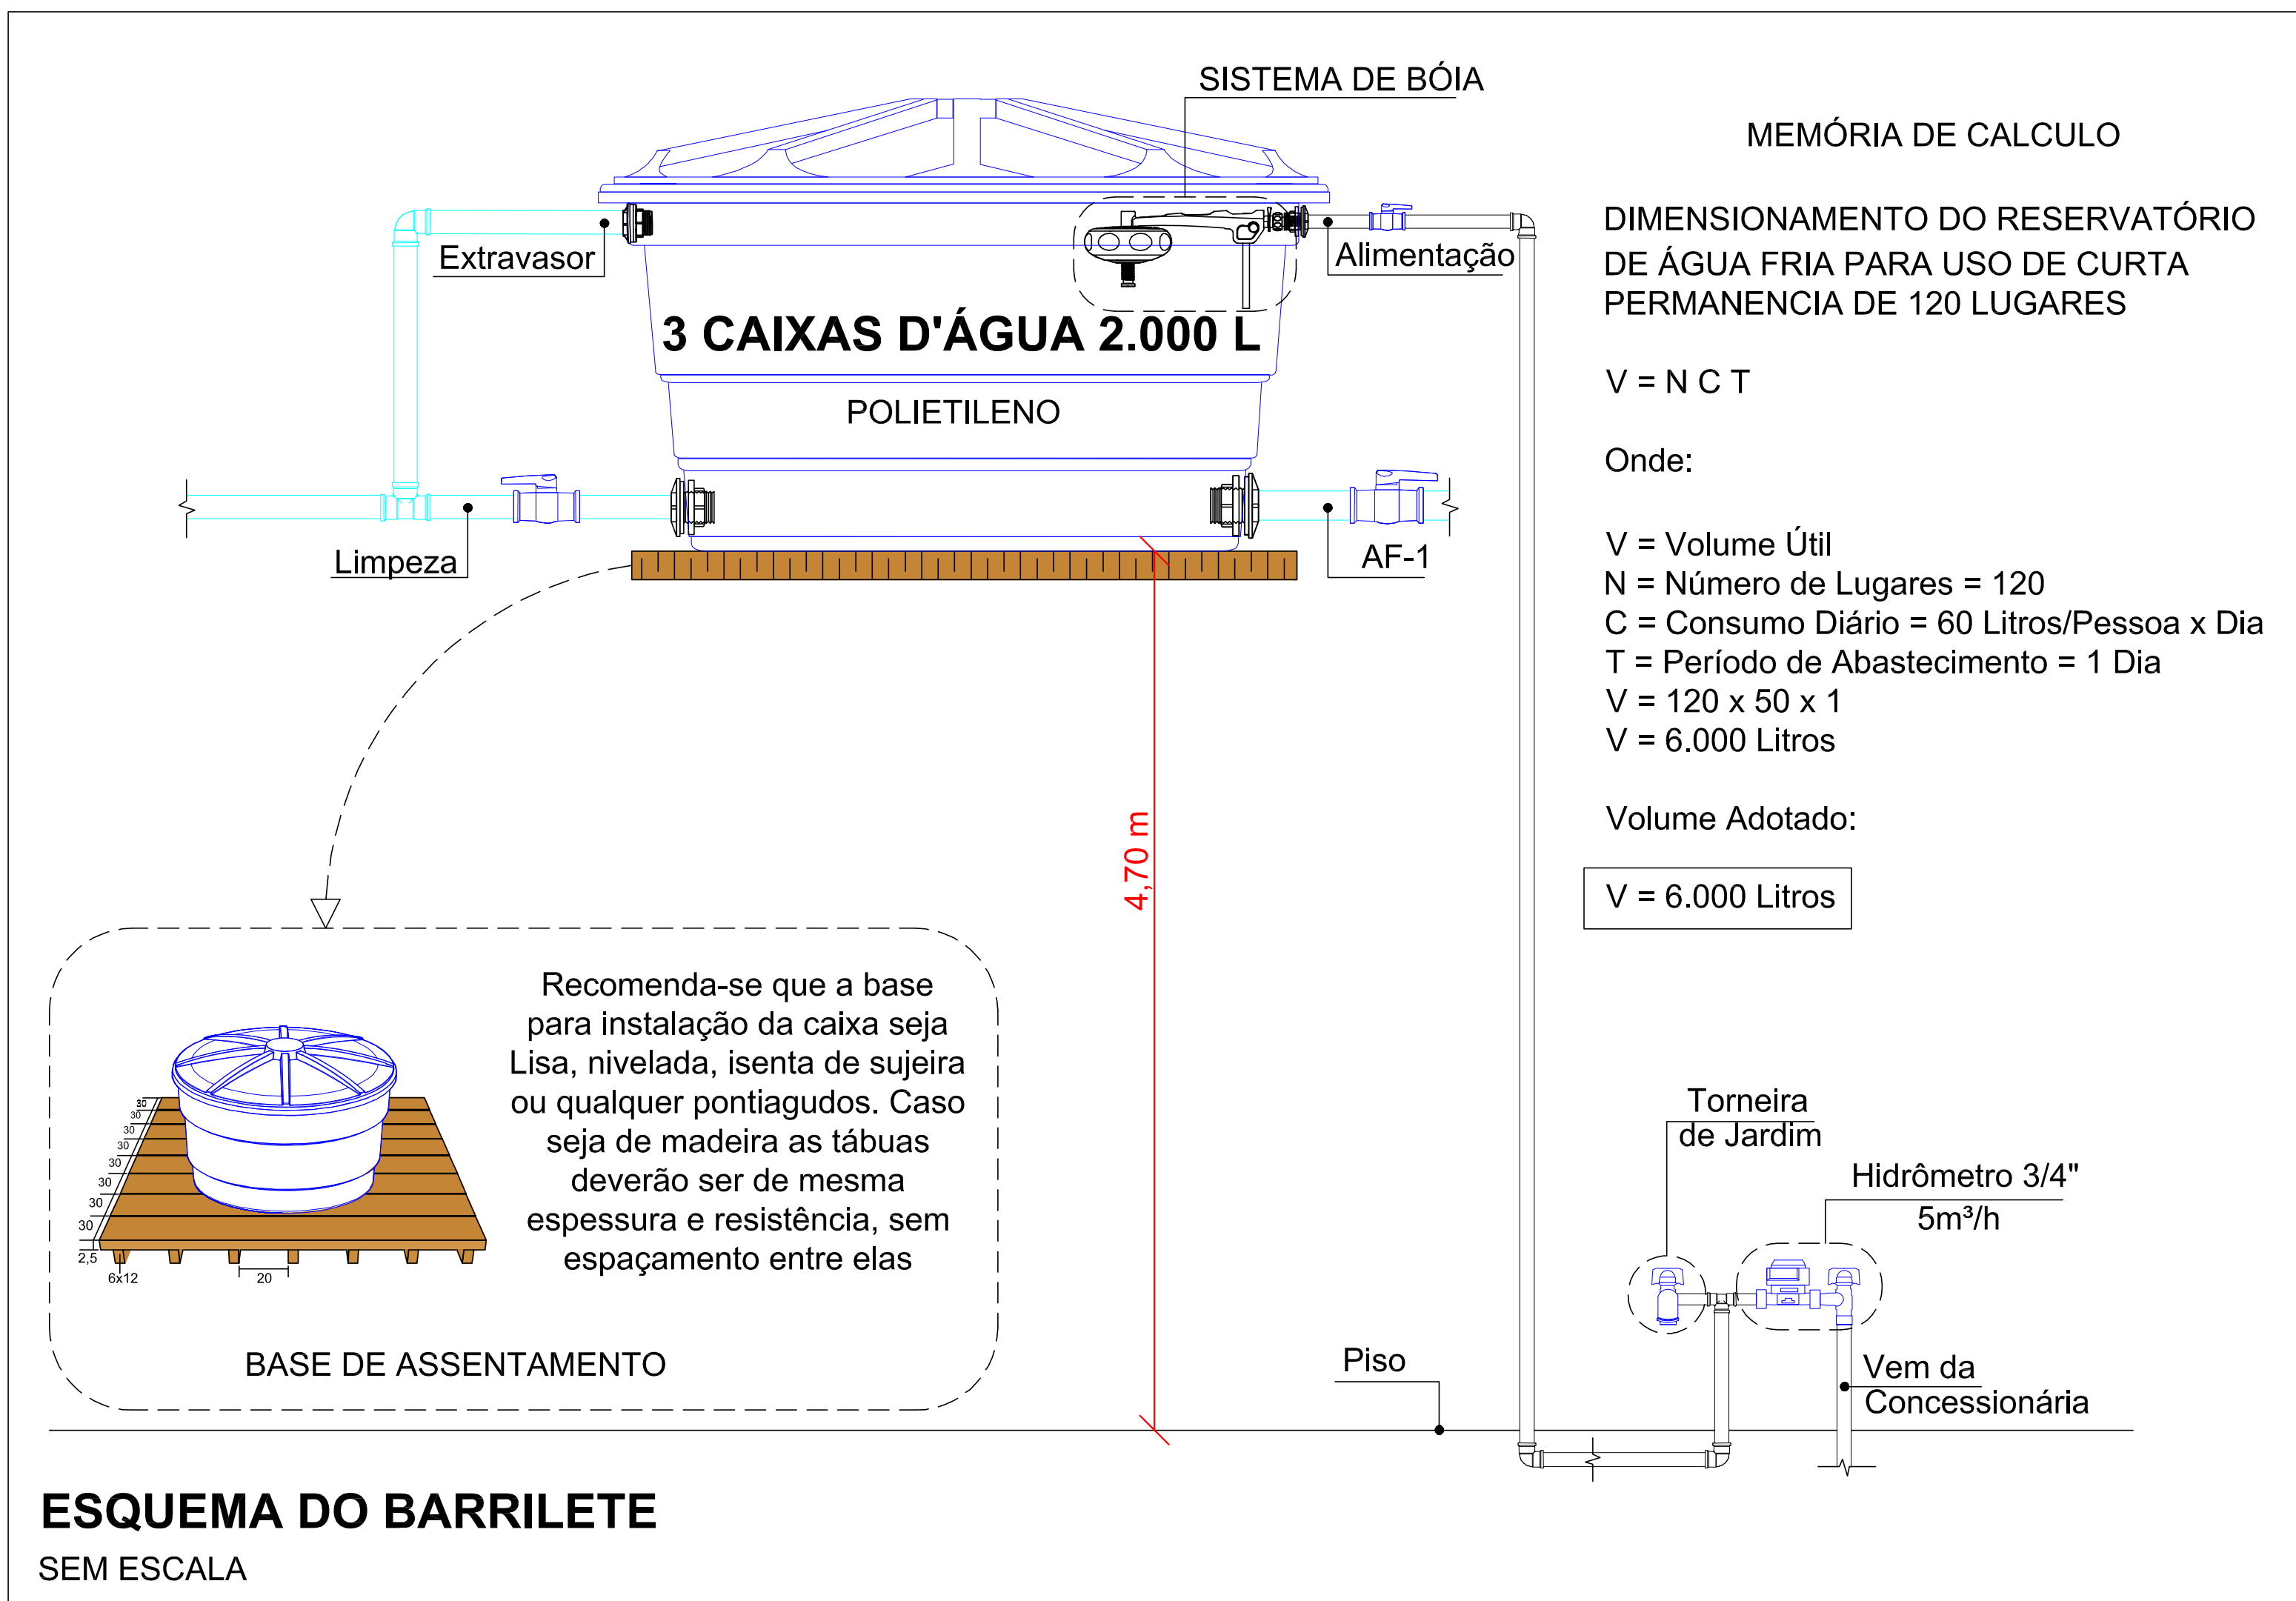 SISTEMA DE BÓIA
Extravasor
Alimentação
3 CAIXAS D'ÁGUA 2.000 L
POLIETILENO
Limpeza
AF-1
4,70 m
MEMÓRIA DE CALCULO
DIMENSIONAMENTO DO RESERVATÓRIO
DE ÁGUA FRIA PARA USO DE CURTA
PERMANENCIA DE 120 LUGARES
V = N C T
Onde:
V = Volume Útil
N = Número de Lugares = 120
C = Consumo Diário = 60 Litros/Pessoa x Dia
T = Período de Abastecimento = 1 Dia
V = 120 x 50 x 1
V = 6.000 Litros
Volume Adotado:
V = 6.000 Litros
Recomenda-se que a base
para instalação da caixa seja
Lisa, nivelada, isenta de sujeira
ou qualquer pontiagudos. Caso
seja de madeira as tábuas
deverão ser de mesma
espessura e resistência, sem
espaçamento entre elas
30
30
30
30
30
30
30
30
2,5
6x12
20
BASE DE ASSENTAMENTO
Torneira
de Jardim
Hidrômetro 3/4"
5m³/h
Piso
Vem da
Concessionária
ESQUEMA DO BARRILETE
SEM ESCALA